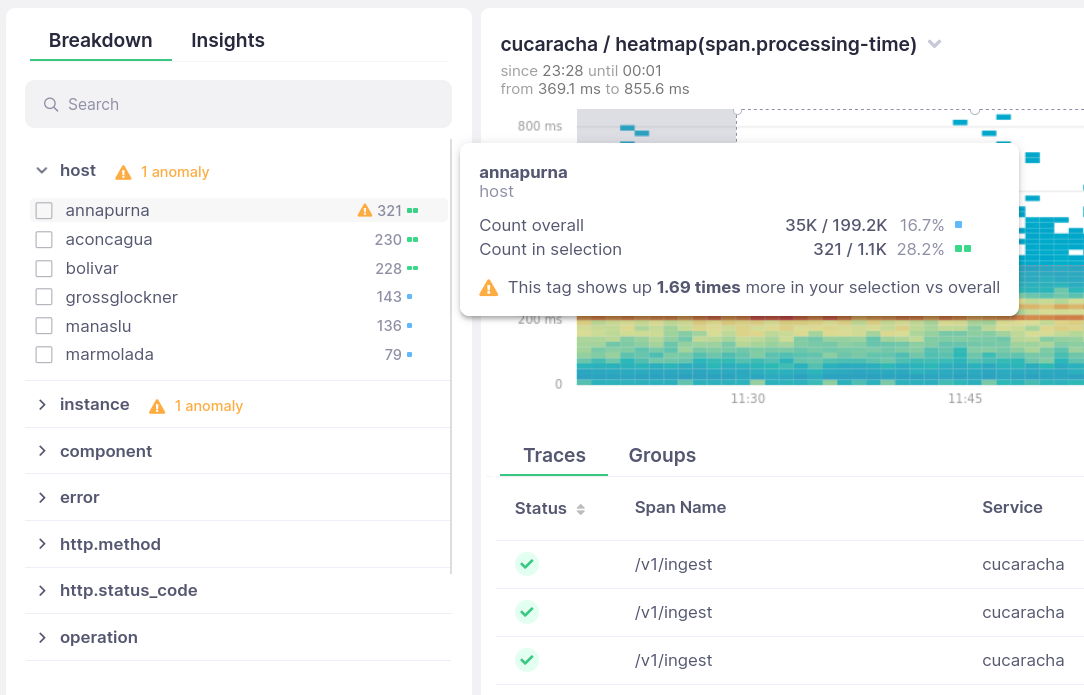 Breakdown Insights
Search
host 1 anomaly
annapurna 321
aconcagua 230
bolivar 228
grossglockner 143
manaslu 136
marmolada 79
instance 1 anomaly
component
error
http.method
http.status_code
operation
cucaracha / heatmap(span.processing-time)
since 23:28 until 00:01
from 369.1 ms to 855.6 ms
800 ms
annapurna
host
Count overall 35K / 199.2K 16.7%
Count in selection 321 / 1.1K 28.2%
This tag shows up 1.69 times more in your selection vs overall
200 ms
0
11:30 11:45
Traces Groups
Status Span Name Service
/v1/ingest cucaracha
/v1/ingest cucaracha
/v1/ingest cucaracha